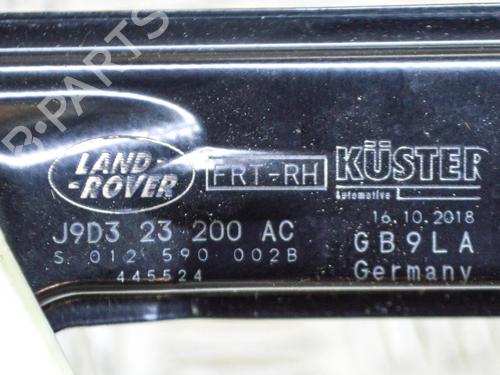 LAND-
-ROVER
FRT-RH
KÜSTER
Automotive
16.10.2018
J9D3 23 200 AC
GB9LA
S 012 590 002B
Germany
445524
B-PARTS